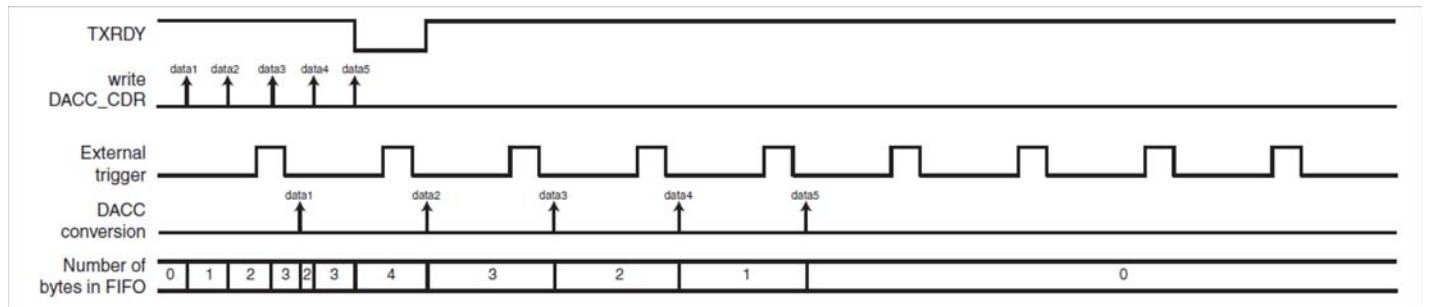 TXRDY
data1 data2 data3 data4 data5
write
DACC_CDR
External
trigger
data1 data2 data3 data4 data5
DACC
conversion
Number of
bytes in FIFO
0 1 2 3 2 3 4 3 2 1 0